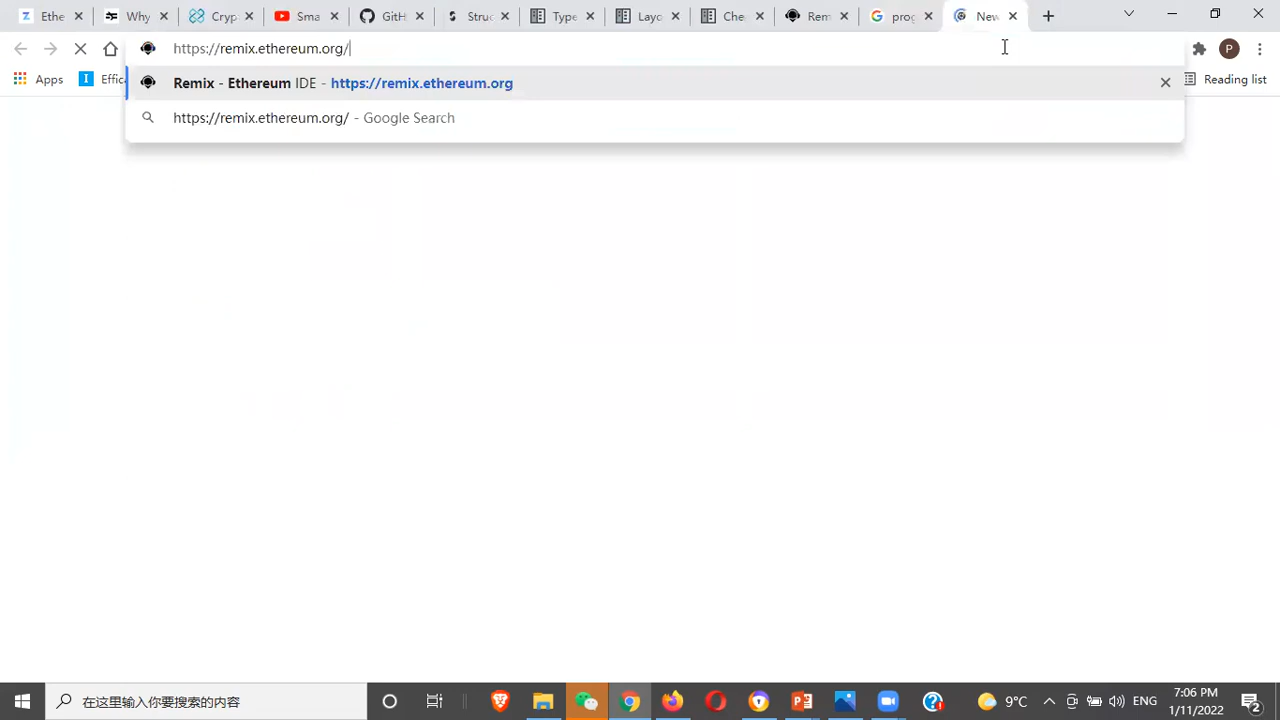 Ethe Why Cryp Sma GitH Struc Type Layo Che Rem prog New
https://remix.ethereum.org/
Apps Effica Reading list
Remix - Ethereum IDE - https://remix.ethereum.org
https://remix.ethereum.org/ - Google Search
P
在这里输入你要搜索的内容
9°C ENG
7:06 PM
1/11/2022
2